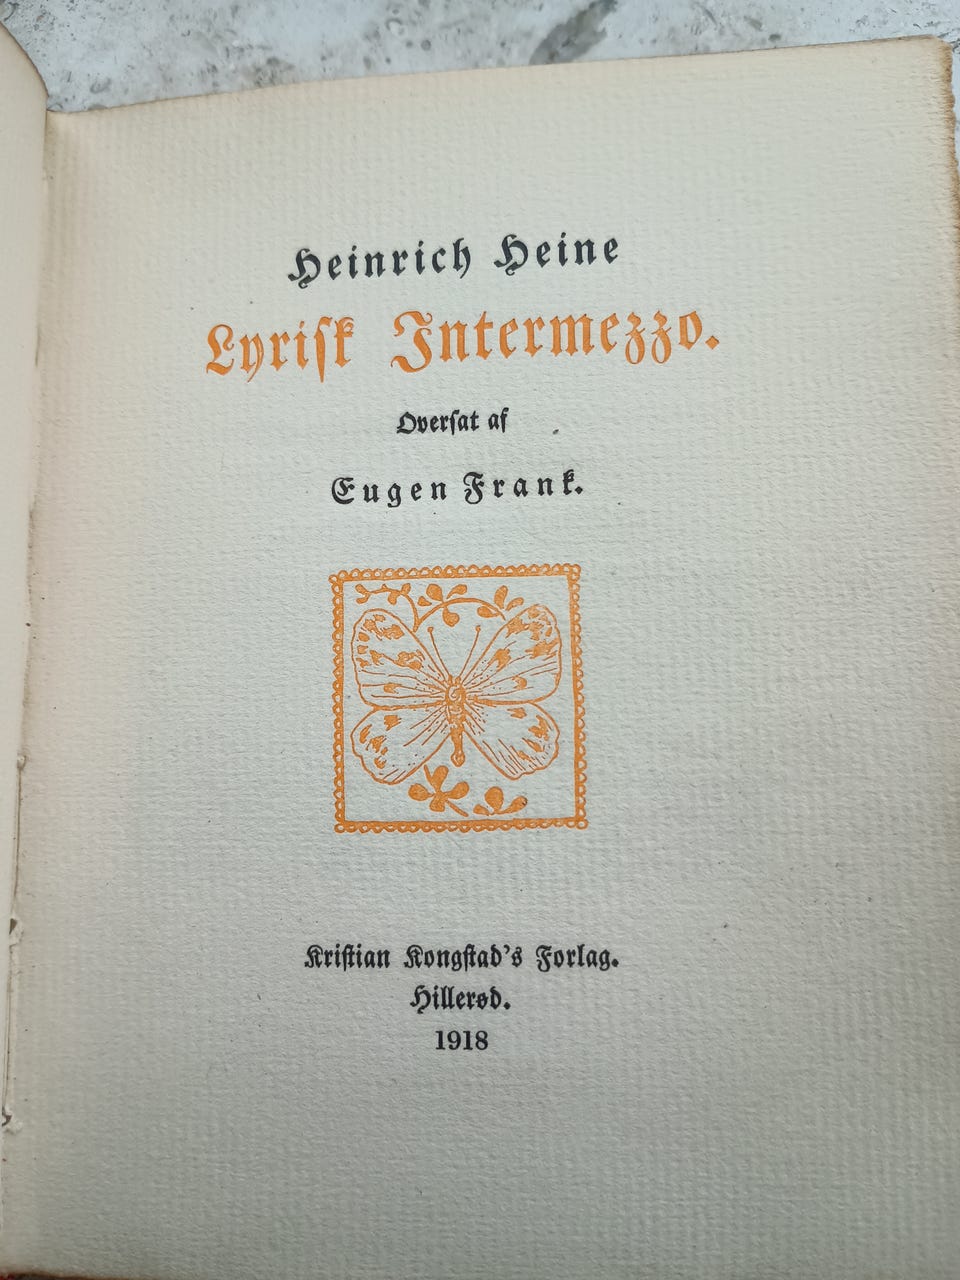 Heinrich Heine
Lyrisk Intermezzo.
Oversat af
Eugen Frank.
Kristian Kongstad's Forlag.
Hillerød.
1918